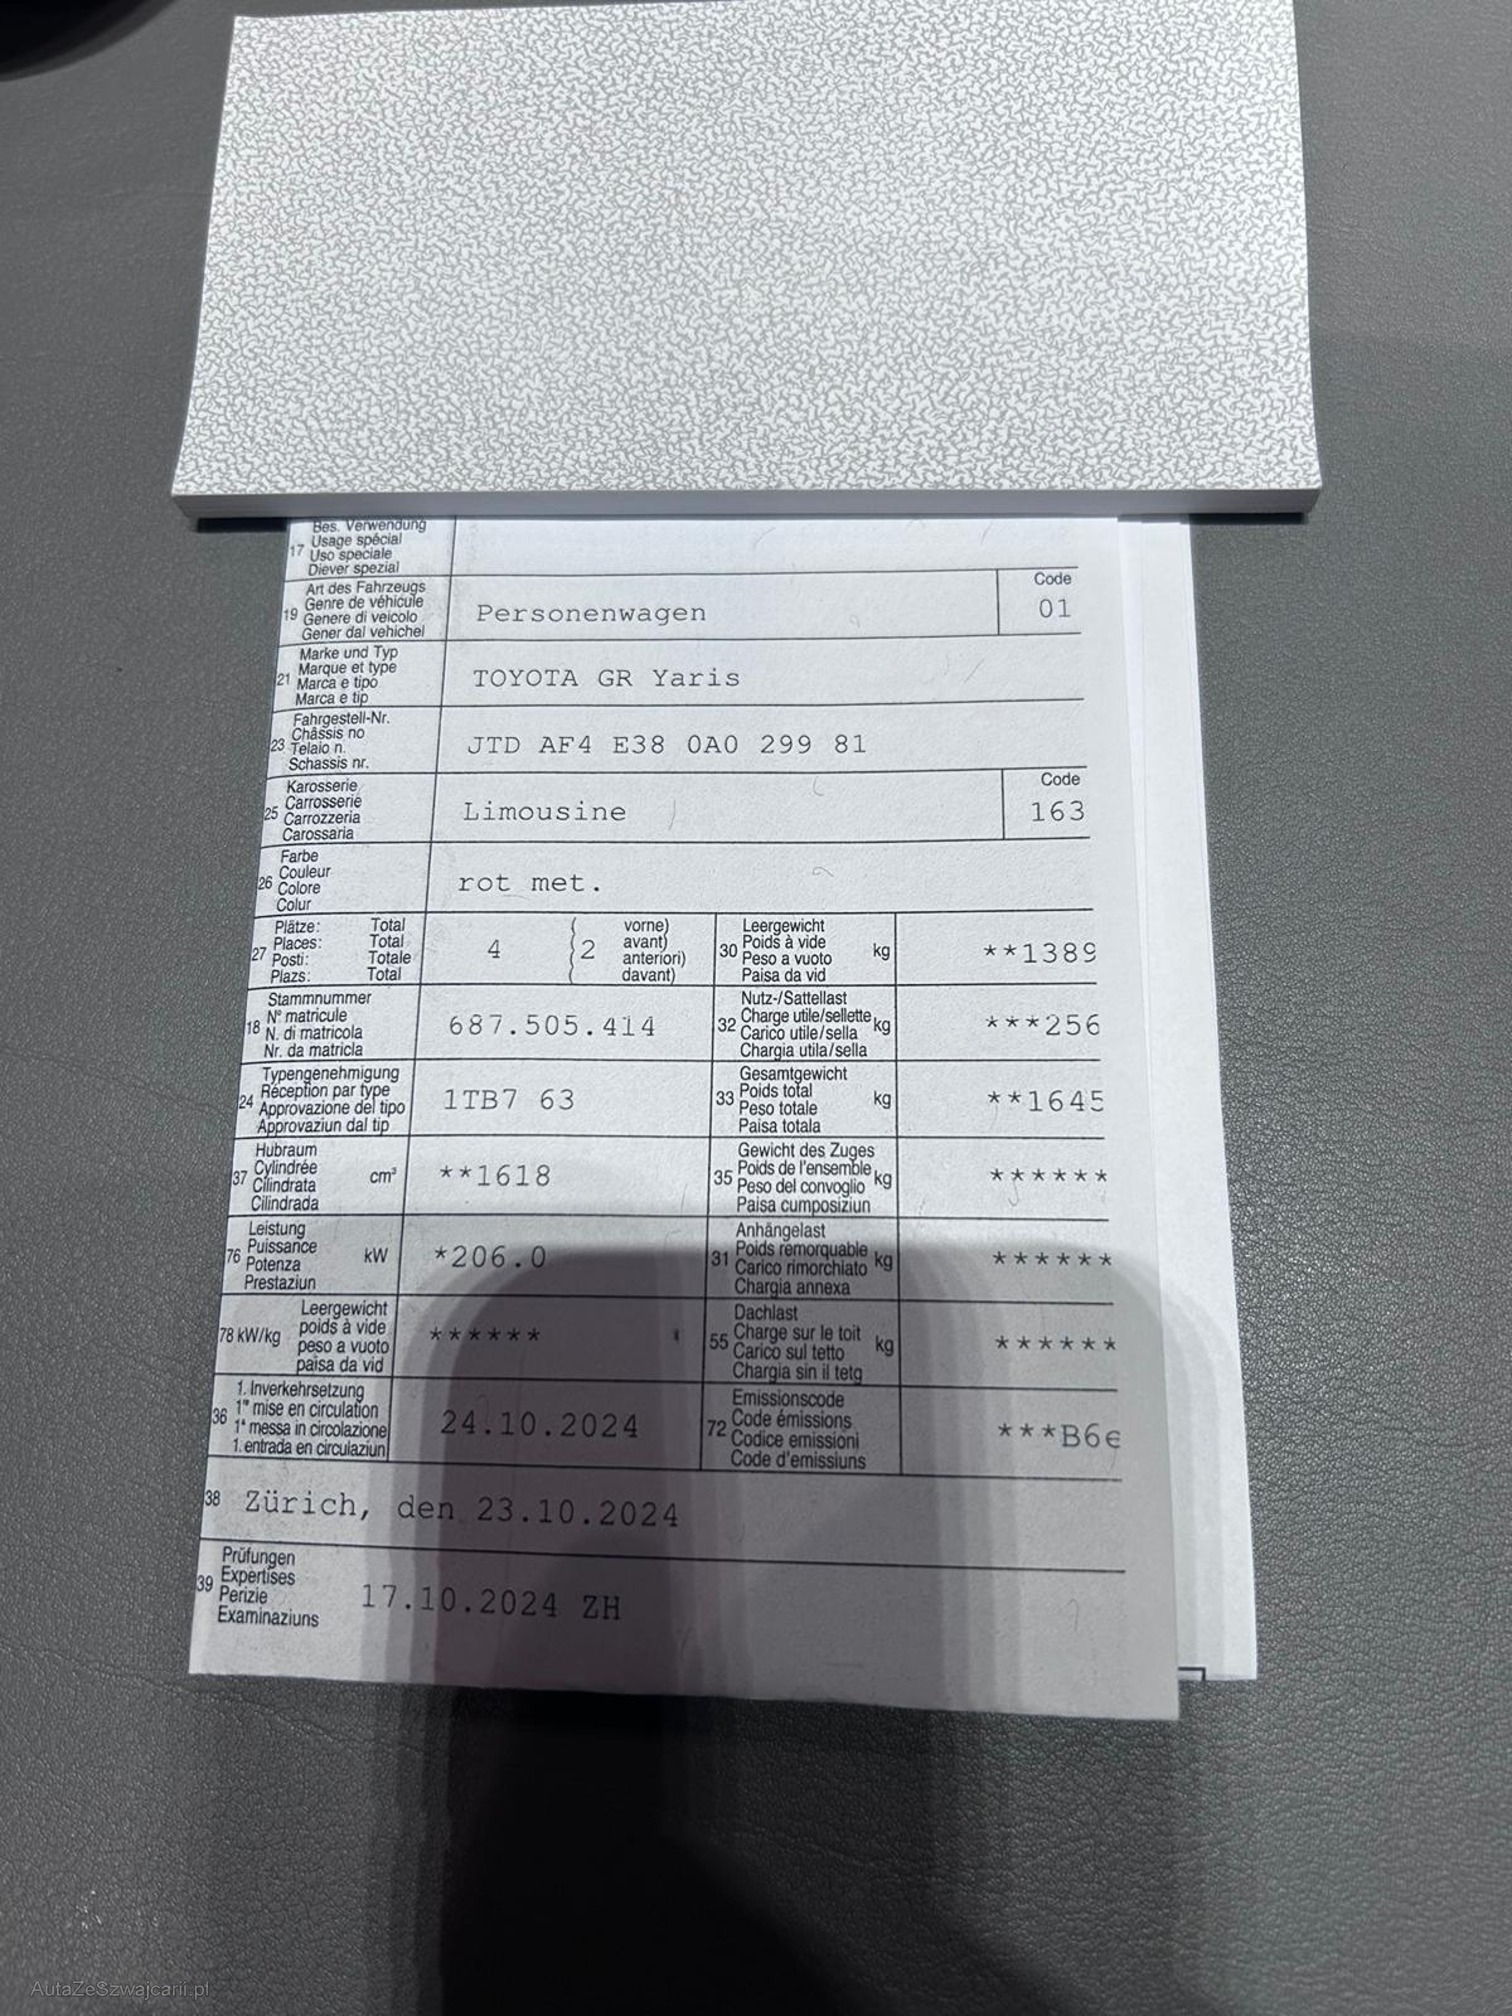 Bes. Verwendung
17 Usage spécial
Uso speciale
Diever spezial
Art des Fahrzeugs
19 Genre de véhicule
Genere di veicolo
Gener dal vehichel
Personenwagen
Code
01
Marke und Typ
21 Marque et type
Marca e tipo
Marca e tip
TOYOTA GR Yaris
Fahrgestell-Nr.
23 Châssis no
Telaio n.
Schassis nr.
JTD AF4 E38 0A0 299 81
Karosserie
25 Carrosserie
Carrozzeria
Carossaria
Limousine
Code
163
Farbe
26 Couleur
Colore
Colur
rot met.
Plätze: Total
27 Places: Total
Posti: Totale
Plazs: Total
4 (2 vorne)
avant)
anteriori)
davant)
Leergewicht
30 Poids à vide kg
Peso a vuoto
Paisa da vid
**1389
Stammnummer
18 N° matricule
N. di matricola
Nr. da matricla
687.505.414
Nutz-/Sattellast
32 Charge utile/sellette kg
Carico utile/sella
Chargia utila/sella
***256
Typengenehmigung
24 Réception par type
Approvazione del tipo
Approvaziun dal tip
1TB7 63
Gesamtgewicht
33 Poids total kg
Peso totale
Paisa totala
**1645
Hubraum
37 Cylindrée cm³
Cilindrata
Cilindrada
**1618
Gewicht des Zuges
35 Poids de l'ensemble kg
Peso del convoglio
Paisa cumposiziun
******
Leistung
76 Puissance kW
Potenza
Prestaziun
*206.0
Anhängelast
31 Poids remorquable kg
Carico rimorchiato
Chargia annexa
******
Leergewicht
78 kW/kg poids à vide
peso a vuoto
paisa da vid
******
Dachlast
55 Charge sur le toit kg
Carico sul tetto
Chargia sin il tetg
******
1. Inverkehrsetzung
36 1re mise en circulation
1a messa in circolazione
1. entrada en circulaziun
24.10.2024
Emissionscode
72 Code émissions
Codice emissioni
Code d'emissiuns
***B6e
38 Zürich, den 23.10.2024
Prüfungen
39 Expertises
Perizie
Examinaziuns
17.10.2024 ZH
AutaZeSzwajcarii.pl